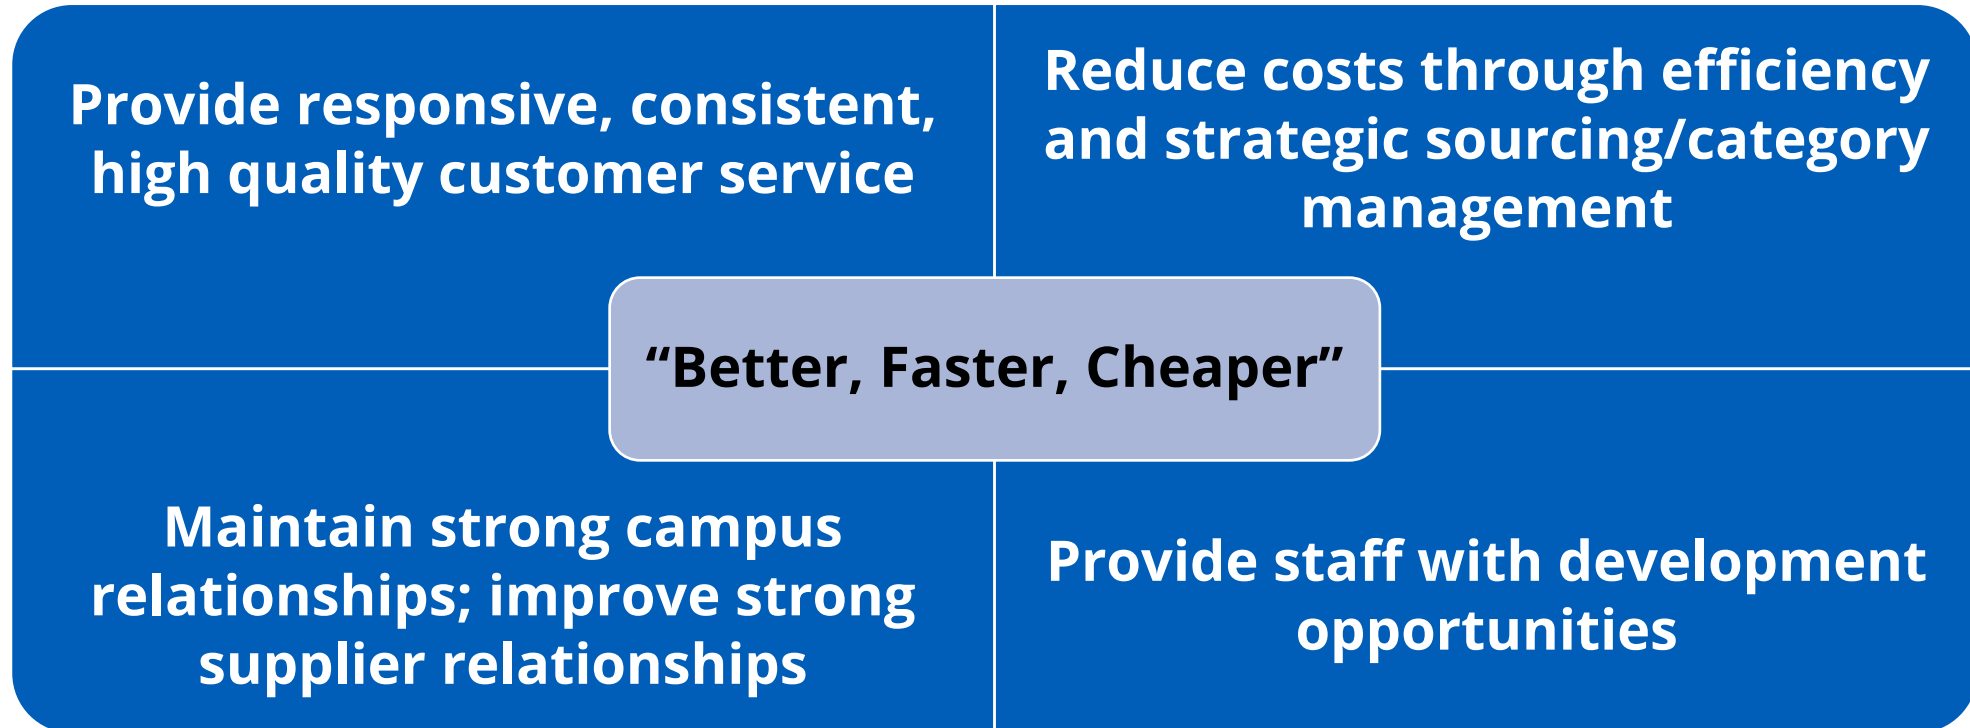 Provide responsive, consistent,
high quality customer service
Reduce costs through efficiency
and strategic sourcing/category
management
“Better, Faster, Cheaper”
Maintain strong campus
relationships; improve strong
supplier relationships
Provide staff with development
opportunities